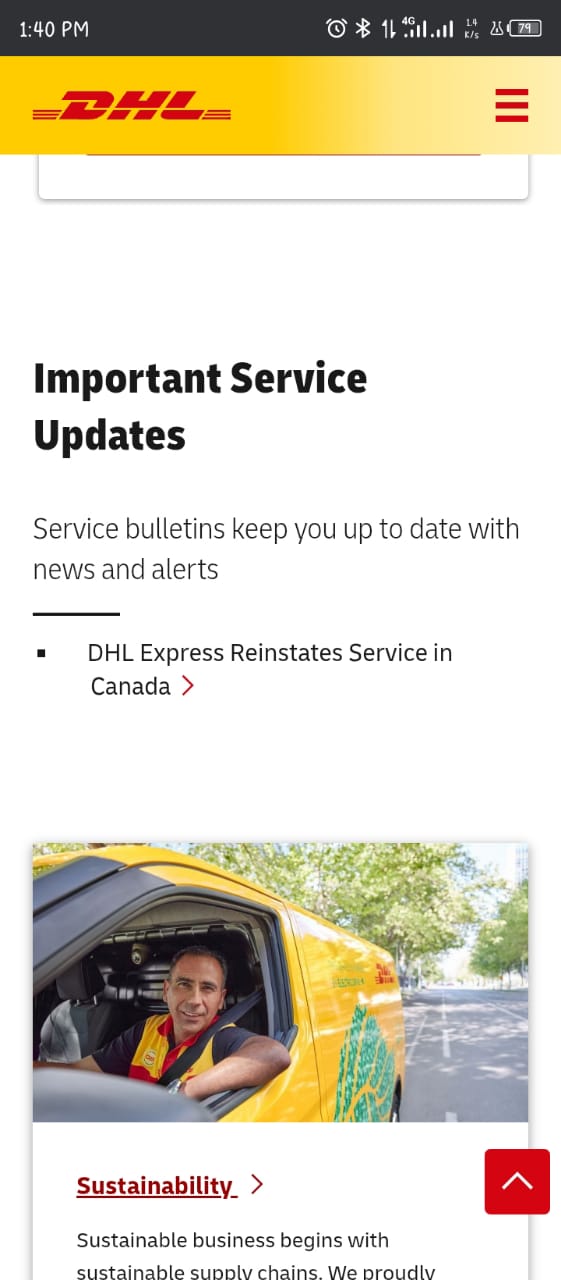 1:40 PM 4G 1.4 K/s 79
DHL
Important Service
Updates
Service bulletins keep you up to date with
news and alerts
DHL Express Reinstates Service in
Canada
Sustainability
Sustainable business begins with
sustainable supply chains. We proudly